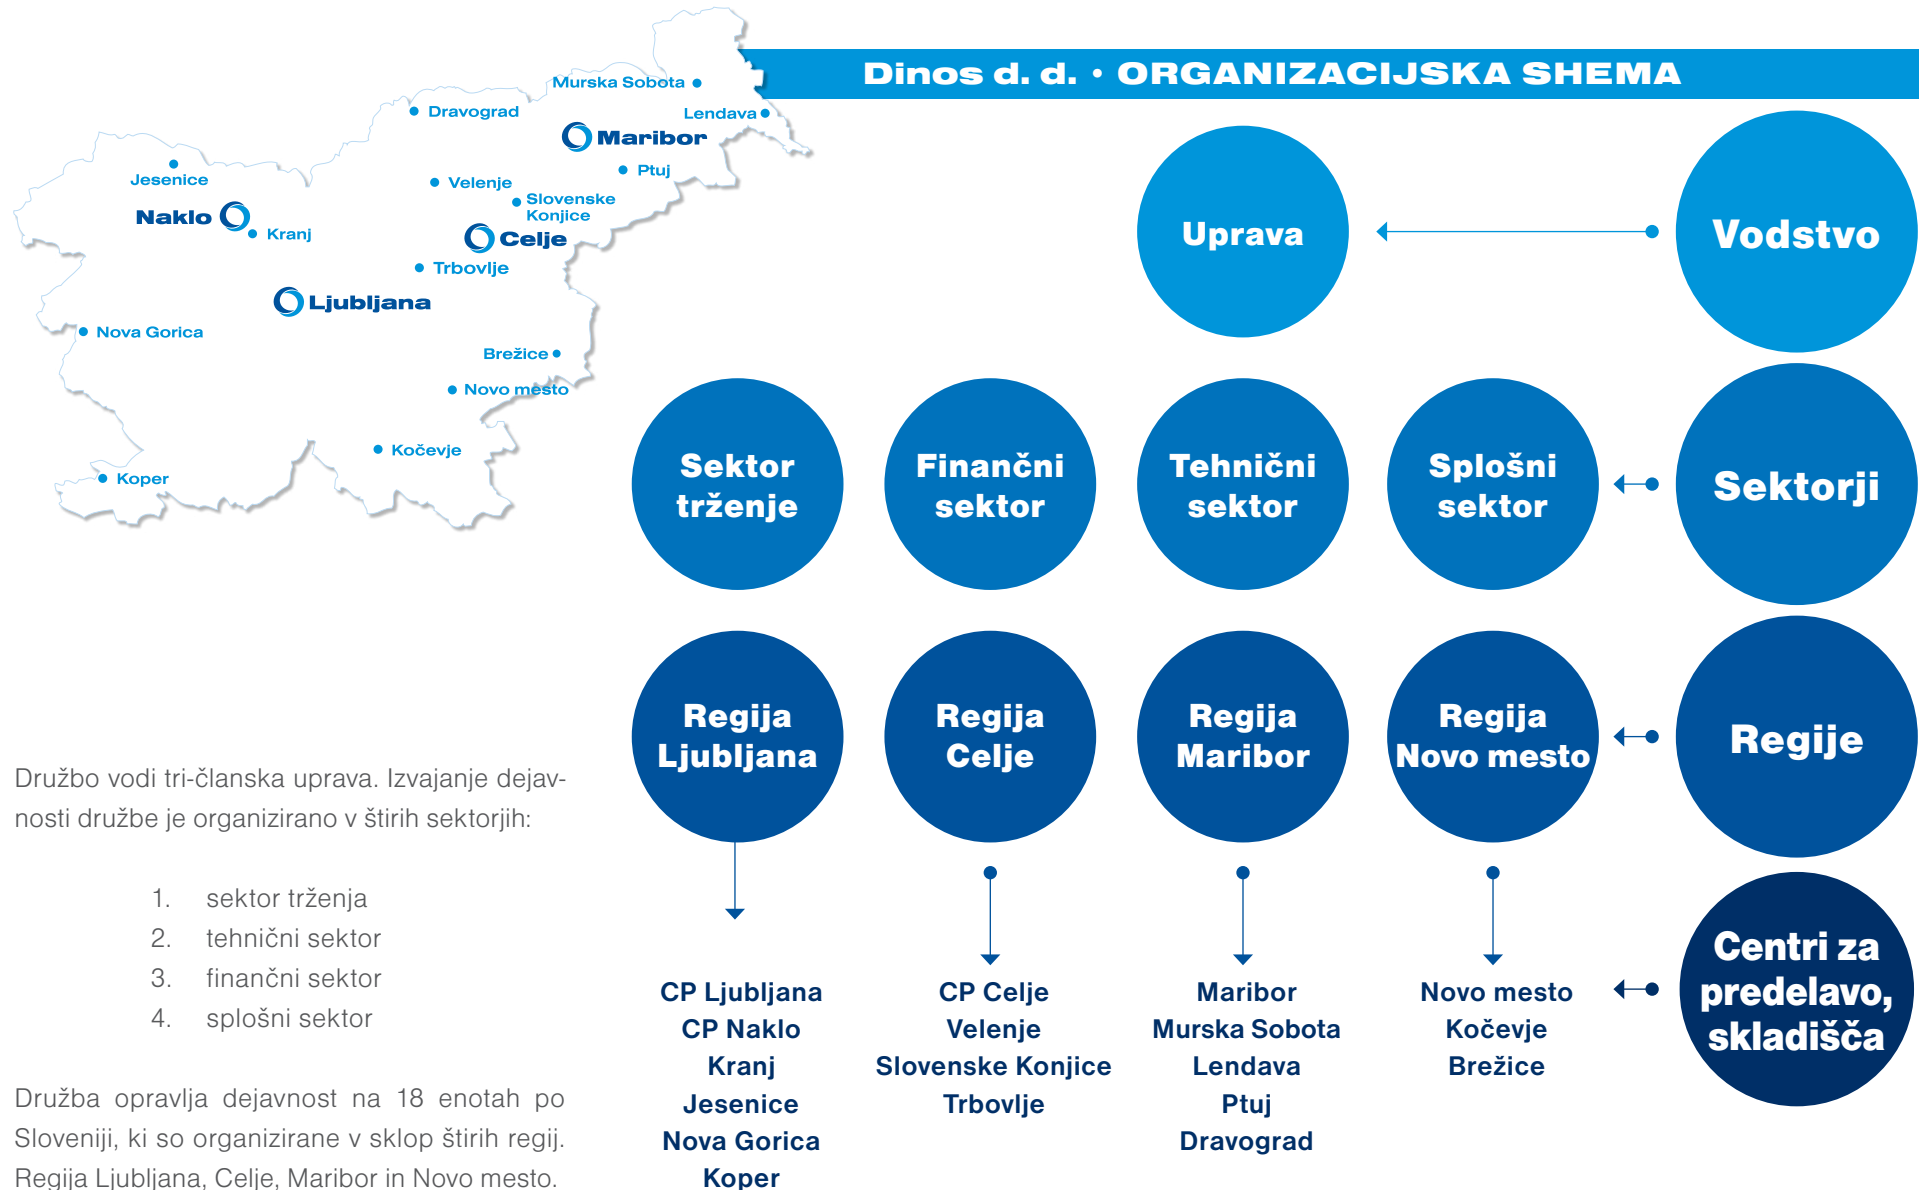 Dinos d. d. • ORGANIZACIJSKA SHEMA
Murska Sobota
Dravograd
Lendava
Maribor
Jesenice
Ptuj
Velenje
Slovenske
Konjice
Naklo
Kranj
Celje
Trbovlje
Ljubljana
Nova Gorica
Brežice
Novo mesto
Kočevje
Koper
Uprava
Vodstvo
Sektor
trženje
Finančni
sektor
Tehnični
sektor
Splošni
sektor
Sektorji
Regija
Ljubljana
Regija
Celje
Regija
Maribor
Regija
Novo mesto
Regije
CP Ljubljana
CP Naklo
Kranj
Jesenice
Nova Gorica
Koper
CP Celje
Velenje
Slovenske Konjice
Trbovlje
Maribor
Murska Sobota
Lendava
Ptuj
Dravograd
Novo mesto
Kočevje
Brežice
Centri za
predelavo,
skladišča
Družbo vodi tri-članska uprava. Izvajanje dejav-
nosti družbe je organizirano v štirih sektorjih:
1. sektor trženja
2. tehnični sektor
3. finančni sektor
4. splošni sektor
Družba opravlja dejavnost na 18 enotah po
Sloveniji, ki so organizirane v sklop štirih regij.
Regija Ljubljana, Celje, Maribor in Novo mesto.